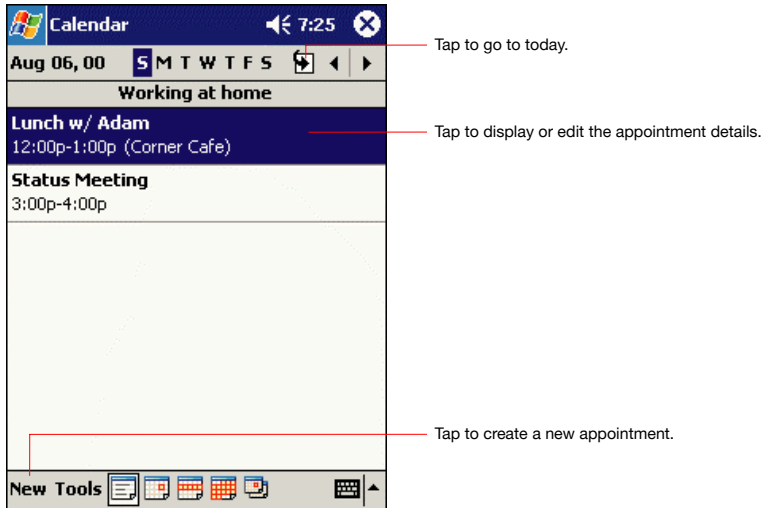 Calendar 7:25
Tap to go to today.
Aug 06, 00 S M T W T F S
Working at home
Lunch w/ Adam
12:00p-1:00p (Corner Cafe)
Tap to display or edit the appointment details.
Status Meeting
3:00p-4:00p
Tap to create a new appointment.
New Tools